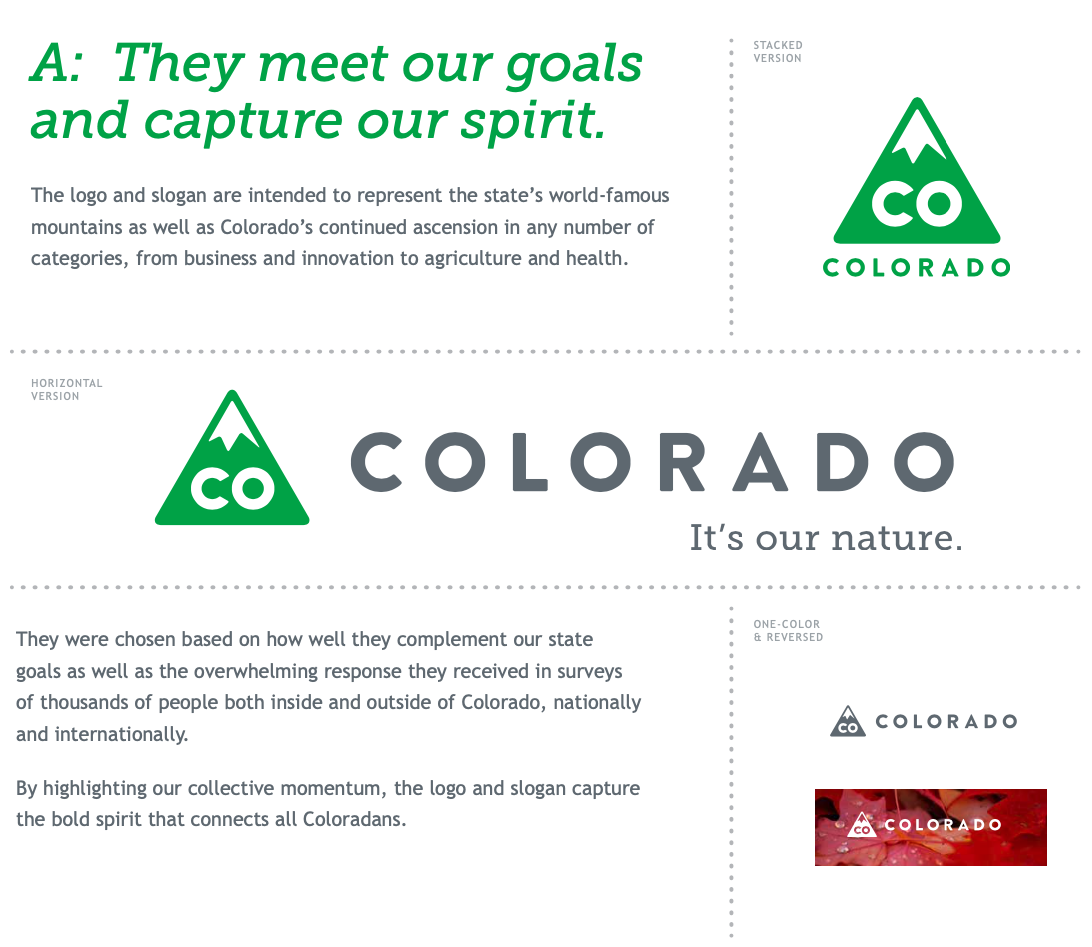 A: They meet our goals
and capture our spirit.
The logo and slogan are intended to represent the state’s world-famous
mountains as well as Colorado’s continued ascension in any number of
categories, from business and innovation to agriculture and health.
STACKED
VERSION
CO
COLORADO
HORIZONTAL
VERSION
CO
COLORADO
It’s our nature.
They were chosen based on how well they complement our state
goals as well as the overwhelming response they received in surveys
of thousands of people both inside and outside of Colorado, nationally
and internationally.
By highlighting our collective momentum, the logo and slogan capture
the bold spirit that connects all Coloradans.
ONE-COLOR
& REVERSED
CO COLORADO
CO COLORADO